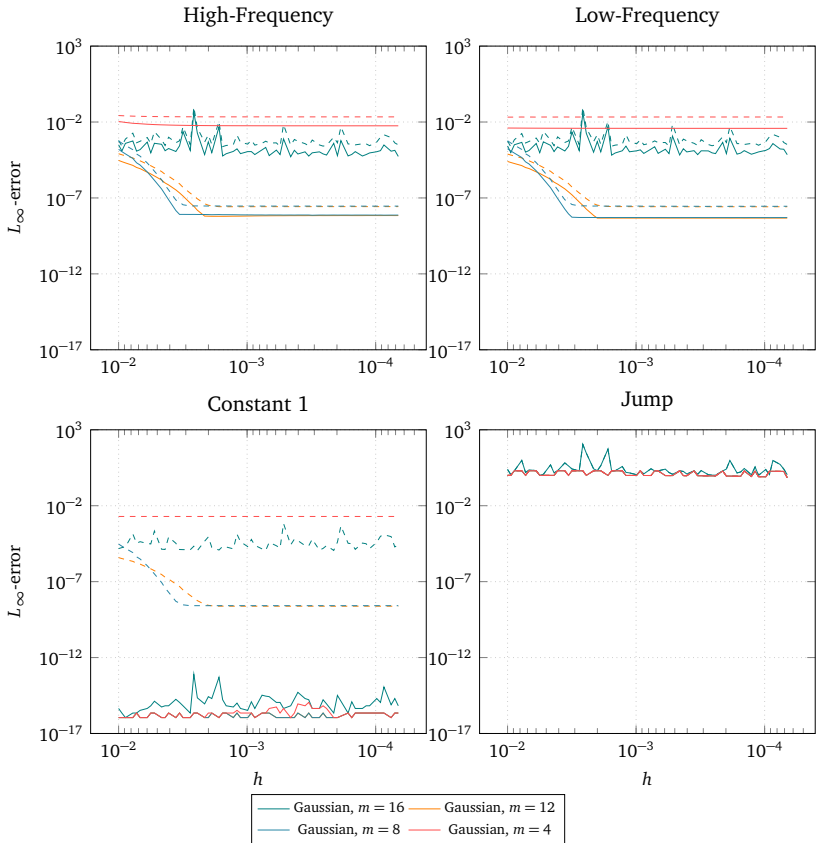 High-Frequency
Low-Frequency
10^3
10^−2
10^−7
10^−12
10^−17
L∞-error
10^−2
10^−3
10^−4
10^3
10^−2
10^−7
10^−12
10^−17
10^−2
10^−3
10^−4
Constant 1
Jump
10^3
10^−2
10^−7
10^−12
10^−17
L∞-error
10^−2
10^−3
10^−4
h
10^3
10^−2
10^−7
10^−12
10^−17
10^−2
10^−3
10^−4
h
Gaussian, m = 16
Gaussian, m = 12
Gaussian, m = 8
Gaussian, m = 4